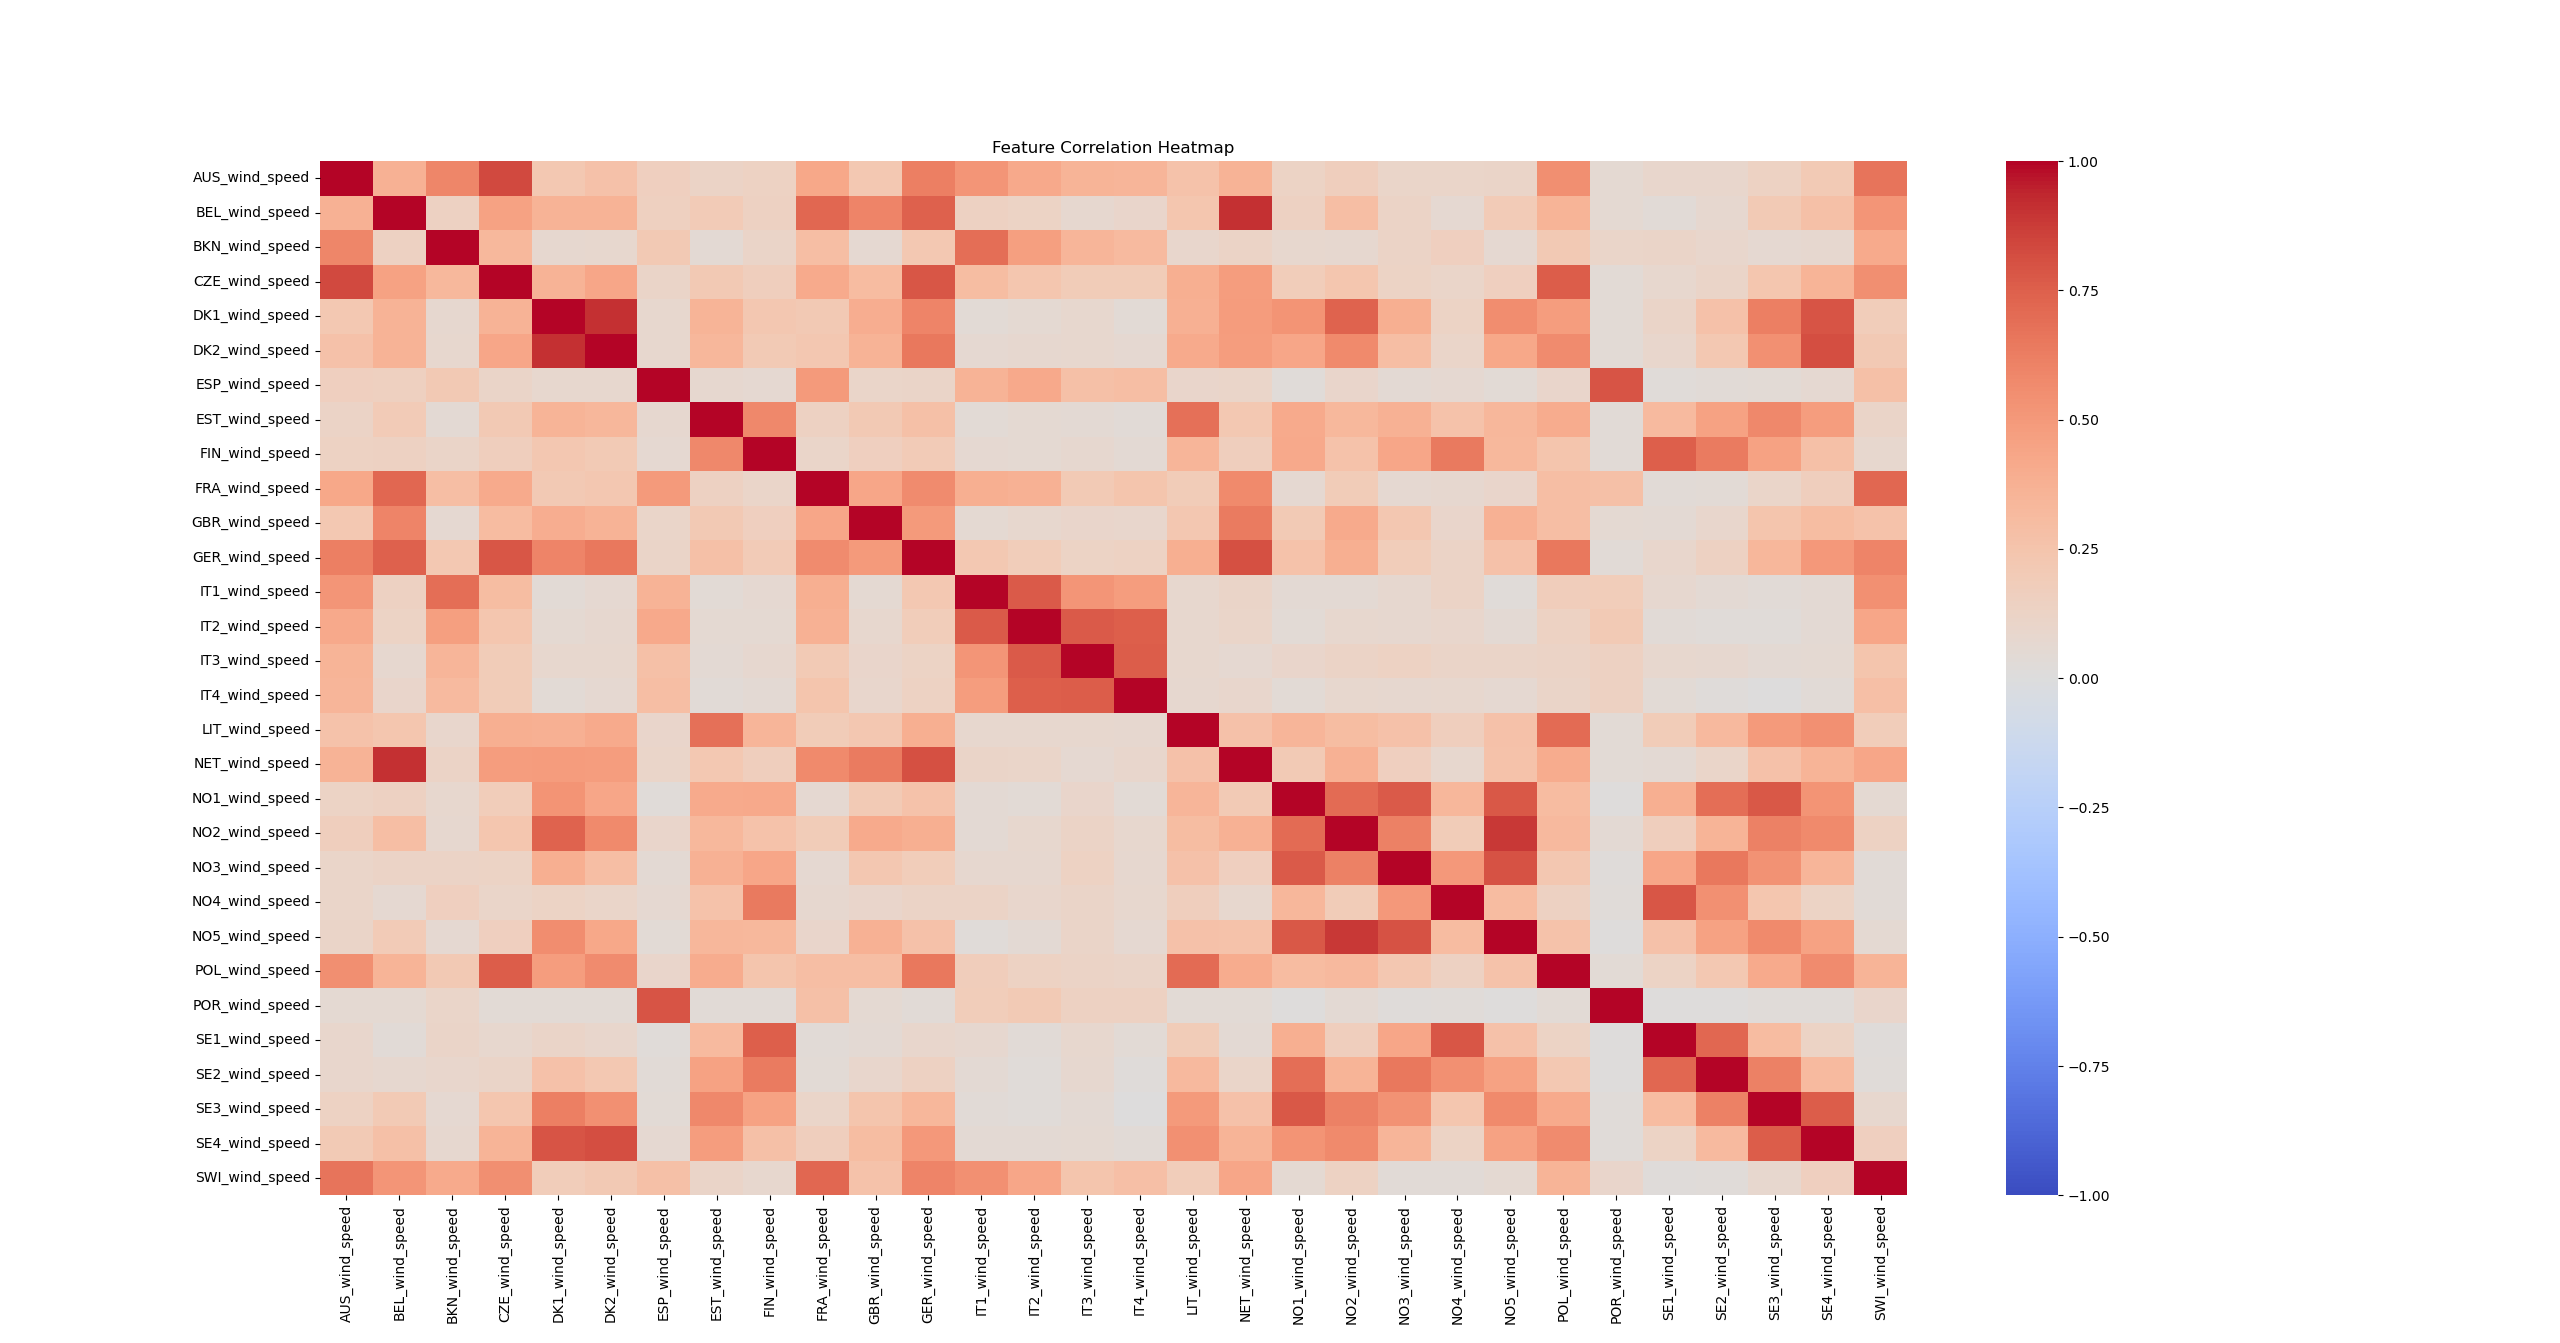 Feature Correlation Heatmap
AUS_wind_speed
BEL_wind_speed
BKN_wind_speed
CZE_wind_speed
DK1_wind_speed
DK2_wind_speed
ESP_wind_speed
EST_wind_speed
FIN_wind_speed
FRA_wind_speed
GBR_wind_speed
GER_wind_speed
IT1_wind_speed
IT2_wind_speed
IT3_wind_speed
IT4_wind_speed
LIT_wind_speed
NET_wind_speed
NO1_wind_speed
NO2_wind_speed
NO3_wind_speed
NO4_wind_speed
NO5_wind_speed
POL_wind_speed
POR_wind_speed
SE1_wind_speed
SE2_wind_speed
SE3_wind_speed
SE4_wind_speed
SWI_wind_speed
AUS_wind_speed
BEL_wind_speed
BKN_wind_speed
CZE_wind_speed
DK1_wind_speed
DK2_wind_speed
ESP_wind_speed
EST_wind_speed
FIN_wind_speed
FRA_wind_speed
GBR_wind_speed
GER_wind_speed
IT1_wind_speed
IT2_wind_speed
IT3_wind_speed
IT4_wind_speed
LIT_wind_speed
NET_wind_speed
NO1_wind_speed
NO2_wind_speed
NO3_wind_speed
NO4_wind_speed
NO5_wind_speed
POL_wind_speed
POR_wind_speed
SE1_wind_speed
SE2_wind_speed
SE3_wind_speed
SE4_wind_speed
SWI_wind_speed
1.00
0.75
0.50
0.25
0.00
−0.25
−0.50
−0.75
−1.00